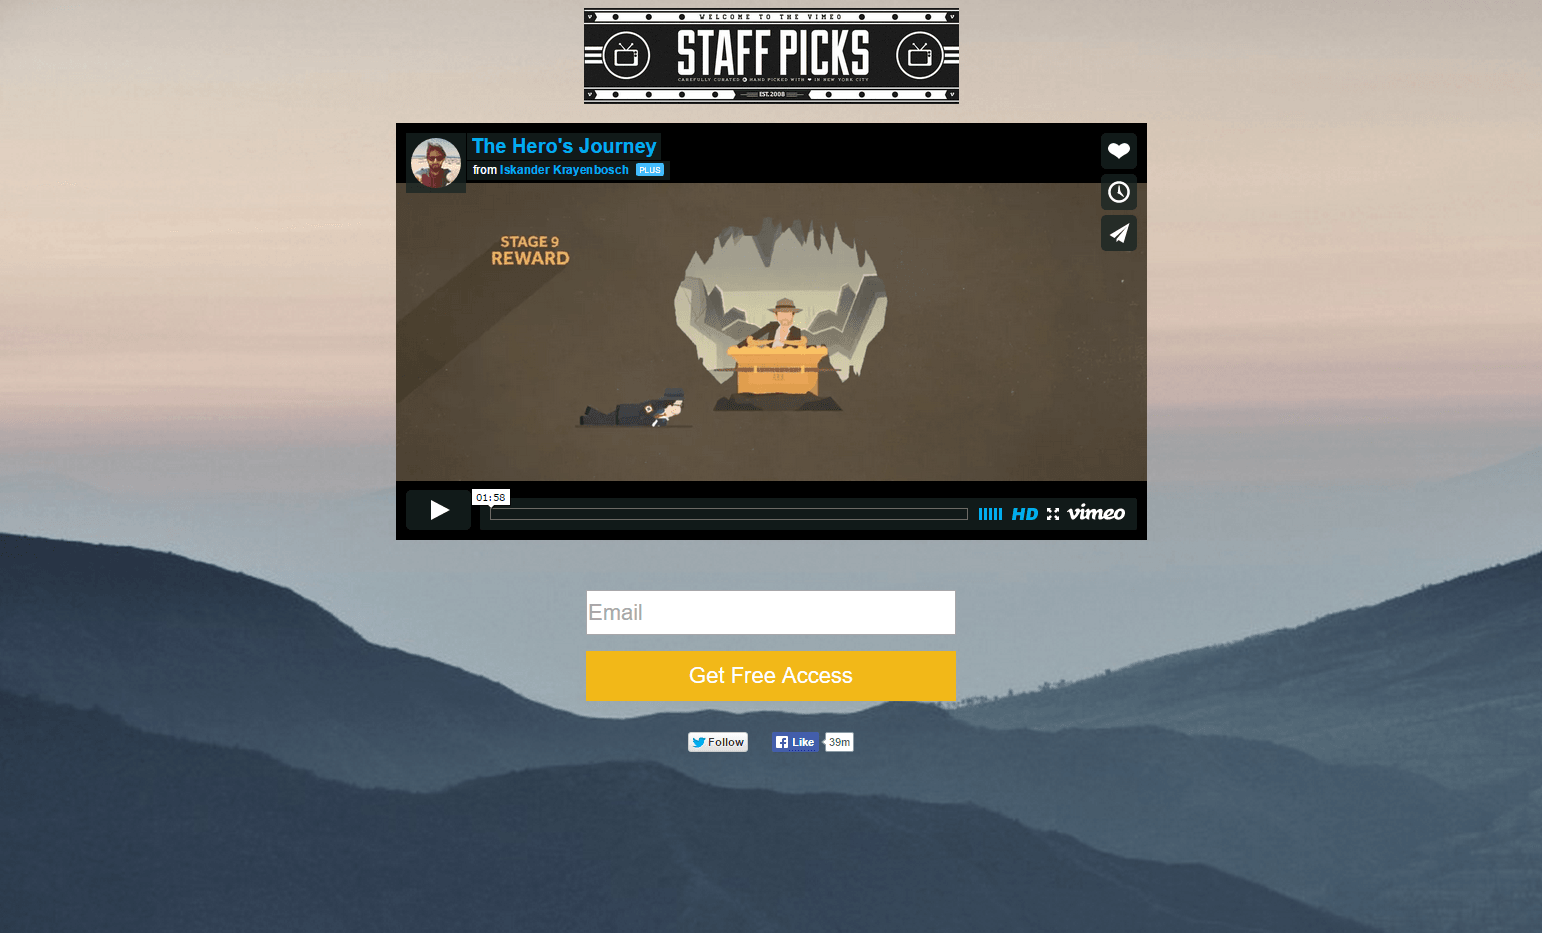 WELCOME TO THE VIMEO
STAFF PICKS
CAREFULLY CURATED HAND PICKED WITH ❤ IN NEW YORK CITY
EST. 2008
The Hero's Journey
from Iskander Krayenbosch PLUS
STAGE 9
REWARD
01:58
HD vimeo
Email
Get Free Access
Follow Like 39m